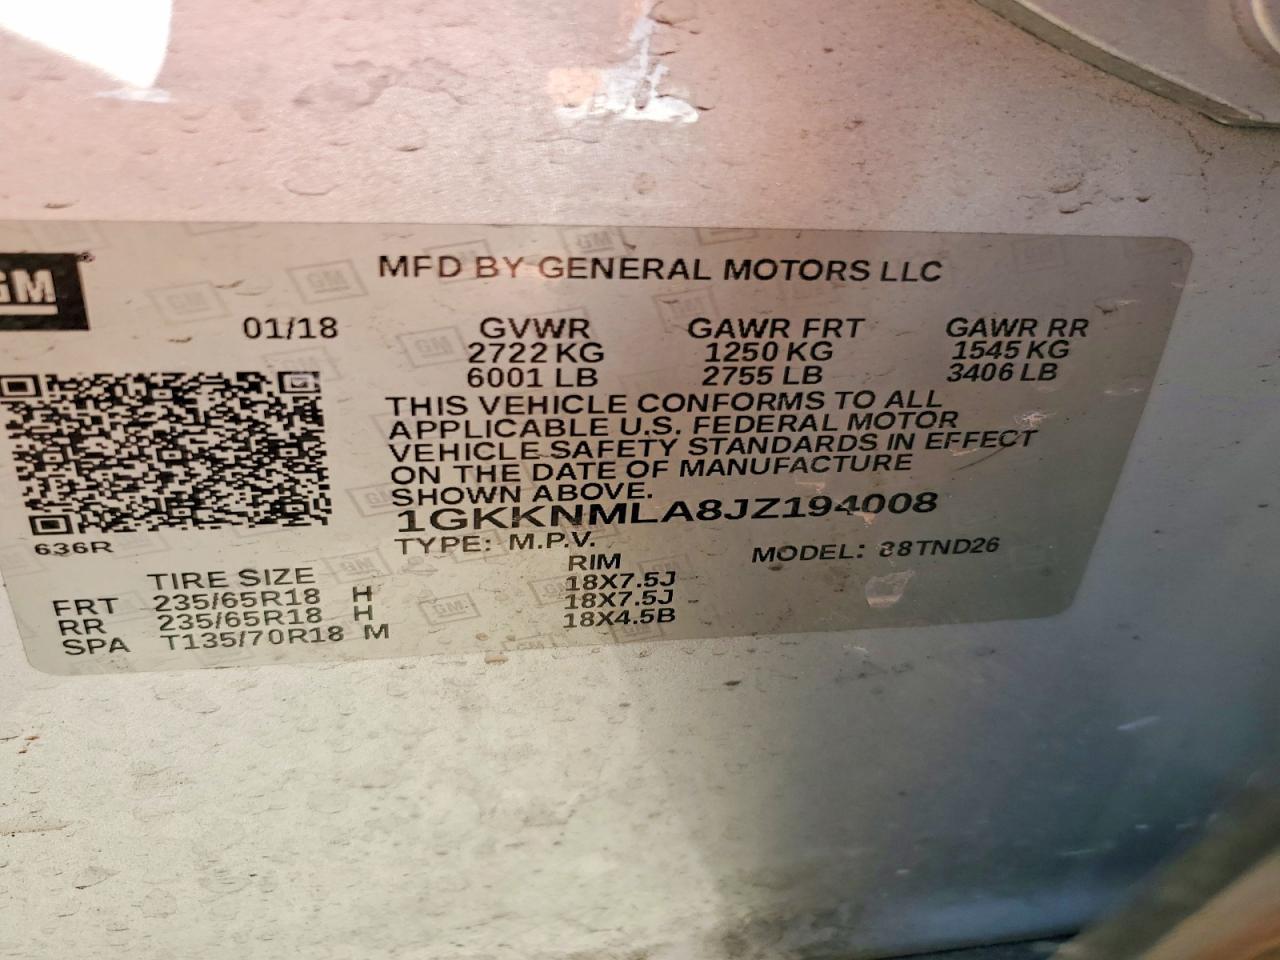 GM
MFD BY GENERAL MOTORS LLC
01/18 GVWR GAWR FRT GAWR RR
2722 KG 1250 KG 1545 KG
6001 LB 2755 LB 3406 LB
THIS VEHICLE CONFORMS TO ALL
APPLICABLE U.S. FEDERAL MOTOR
VEHICLE SAFETY STANDARDS IN EFFECT
ON THE DATE OF MANUFACTURE
SHOWN ABOVE.
1GKKNMLA8JZ194008
636R
TYPE: M.P.V. MODEL: 88TND26
TIRE SIZE RIM
FRT 235/65R18 H 18X7.5J
RR 235/65R18 H 18X7.5J
SPA T135/70R18 M 18X4.5B